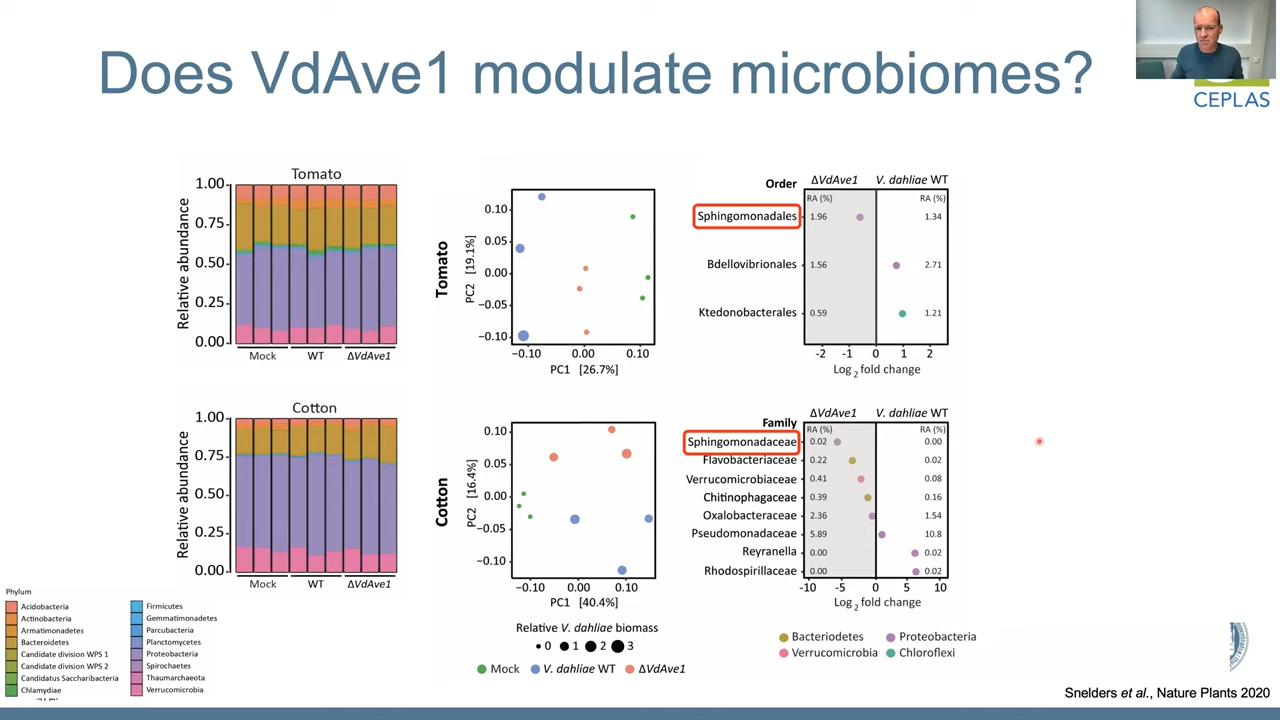 Does VdAve1 modulate microbiomes?
CEPLAS
Tomato
Relative abundance
1.00
0.75
0.50
0.25
0.00
Mock WT ΔVdAve1
Tomato
PC2 [19.1%]
0.10
0.05
0.00
−0.05
−0.10
−0.10 0.00 0.10
PC1 [26.7%]
Order ΔVdAve1 V. dahliae WT
RA (%) RA (%)
Sphingomonadales 1.96 1.34
Bdellovibrionales 1.56 2.71
Ktedonobacterales 0.59 1.21
-2 -1 0 1 2
Log2 fold change
Cotton
Relative abundance
1.00
0.75
0.50
0.25
0.00
Mock WT ΔVdAve1
Cotton
PC2 [16.4%]
0.10
0.05
0.00
−0.05
−0.10
−0.10 0.00 0.10
PC1 [40.4%]
Relative V. dahliae biomass
0 1 2 3
Mock V. dahliae WT ΔVdAve1
Family ΔVdAve1 V. dahliae WT
RA (%) RA (%)
Sphingomonadaceae 0.02 0.00
Flavobacteriaceae 0.22 0.02
Verrucomicrobiaceae 0.41 0.08
Chitinophagaceae 0.39 0.16
Oxalobacteraceae 2.36 1.54
Pseudomonadaceae 5.89 10.8
Reyranella 0.00 0.02
Rhodospirillaceae 0.00 0.02
-10 -5 0 5 10
Log2 fold change
Bacteriodetes Proteobacteria
Verrucomicrobia Chloroflexi
Phylum
Acidobacteria Firmicutes
Actinobacteria Gemmatimonadetes
Armatimonadetes Parcubacteria
Bacteroidetes Planctomycetes
Candidate division WPS 1 Proteobacteria
Candidate division WPS 2 Spirochaetes
Candidatus Saccharibacteria Thaumarchaeota
Chlamydiae Verrucomicrobia
Snelders et al., Nature Plants 2020